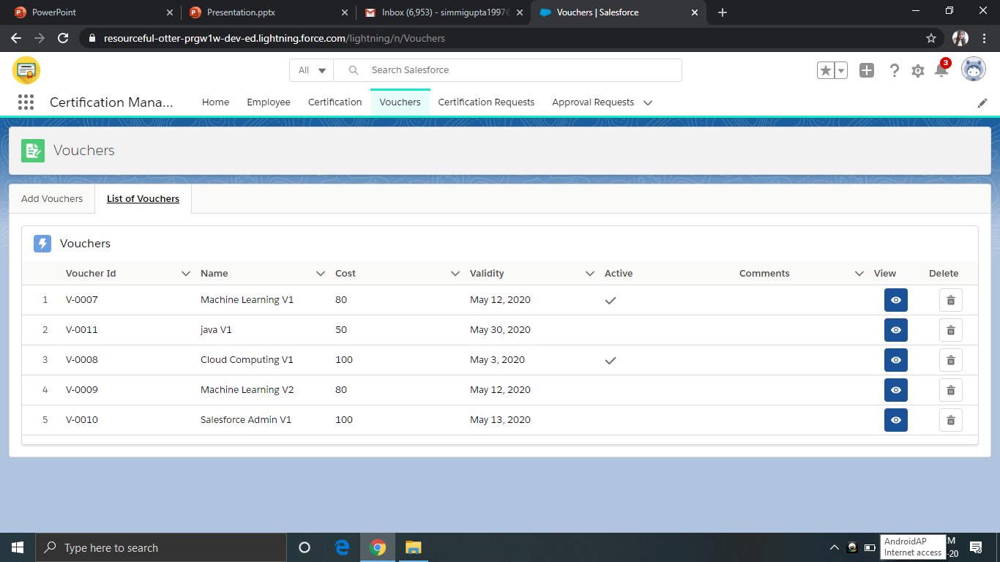 PowerPoint
Presentation.pptx
Inbox (6,953) - simmigupta1997
Vouchers | Salesforce
resourceful-otter-prgw1w-dev-ed.lightning.force.com/lightning/n/Vouchers
All
Search Salesforce
3
Certification Mana...
Home
Employee
Certification
Vouchers
Certification Requests
Approval Requests
Vouchers
Add Vouchers
List of Vouchers
Vouchers
Voucher Id Name Cost Validity Active Comments View Delete
1 V-0007 Machine Learning V1 80 May 12, 2020
2 V-0011 java V1 50 May 30, 2020
3 V-0008 Cloud Computing V1 100 May 3, 2020
4 V-0009 Machine Learning V2 80 May 12, 2020
5 V-0010 Salesforce Admin V1 100 May 13, 2020
Type here to search
AndroidAP
Internet access
M
-20